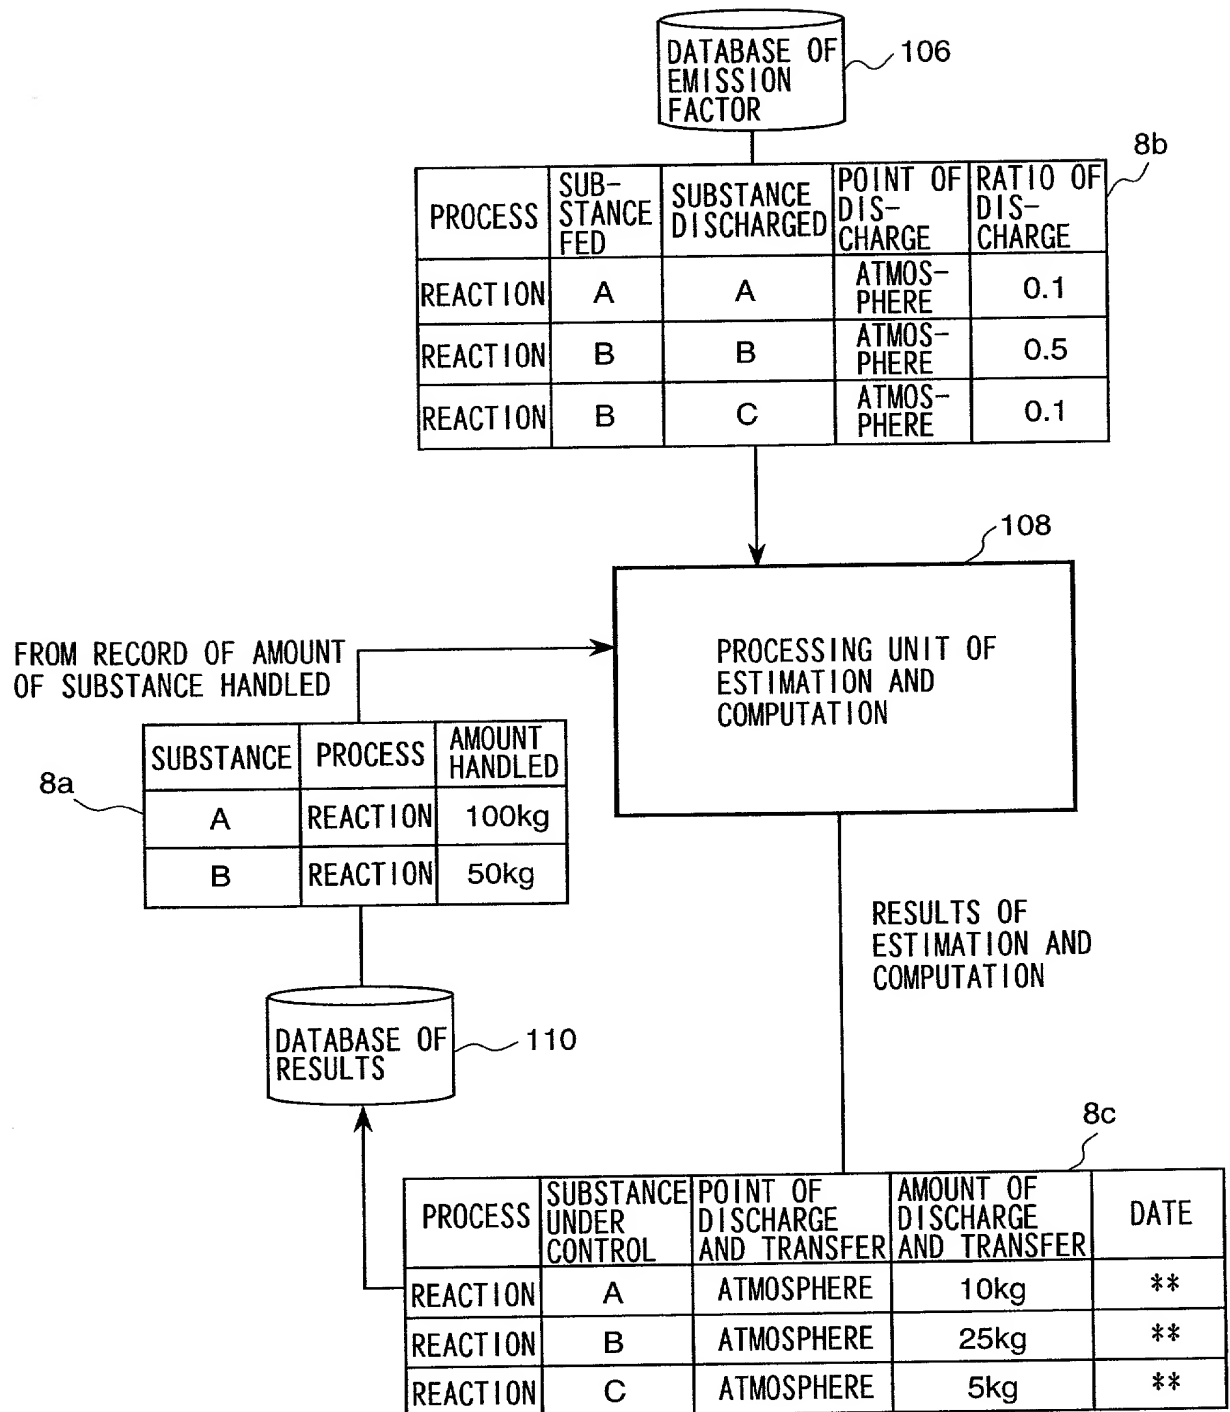 DATABASE OF
EMISSION
FACTOR
106
8b
PROCESS
SUB-
STANCE
FED
SUBSTANCE
DISCHARGED
POINT OF
DIS-
CHARGE
RATIO OF
DIS-
CHARGE
REACTION A A ATMOS-
PHERE 0.1
REACTION B B ATMOS-
PHERE 0.5
REACTION B C ATMOS-
PHERE 0.1
108
PROCESSING UNIT OF
ESTIMATION AND
COMPUTATION
FROM RECORD OF AMOUNT
OF SUBSTANCE HANDLED
8a
SUBSTANCE
PROCESS
AMOUNT
HANDLED
A REACTION 100kg
B REACTION 50kg
RESULTS OF
ESTIMATION AND
COMPUTATION
DATABASE OF
RESULTS
110
8c
PROCESS
SUBSTANCE
UNDER
CONTROL
POINT OF
DISCHARGE
AND TRANSFER
AMOUNT OF
DISCHARGE
AND TRANSFER
DATE
REACTION A ATMOSPHERE 10kg **
REACTION B ATMOSPHERE 25kg **
REACTION C ATMOSPHERE 5kg **